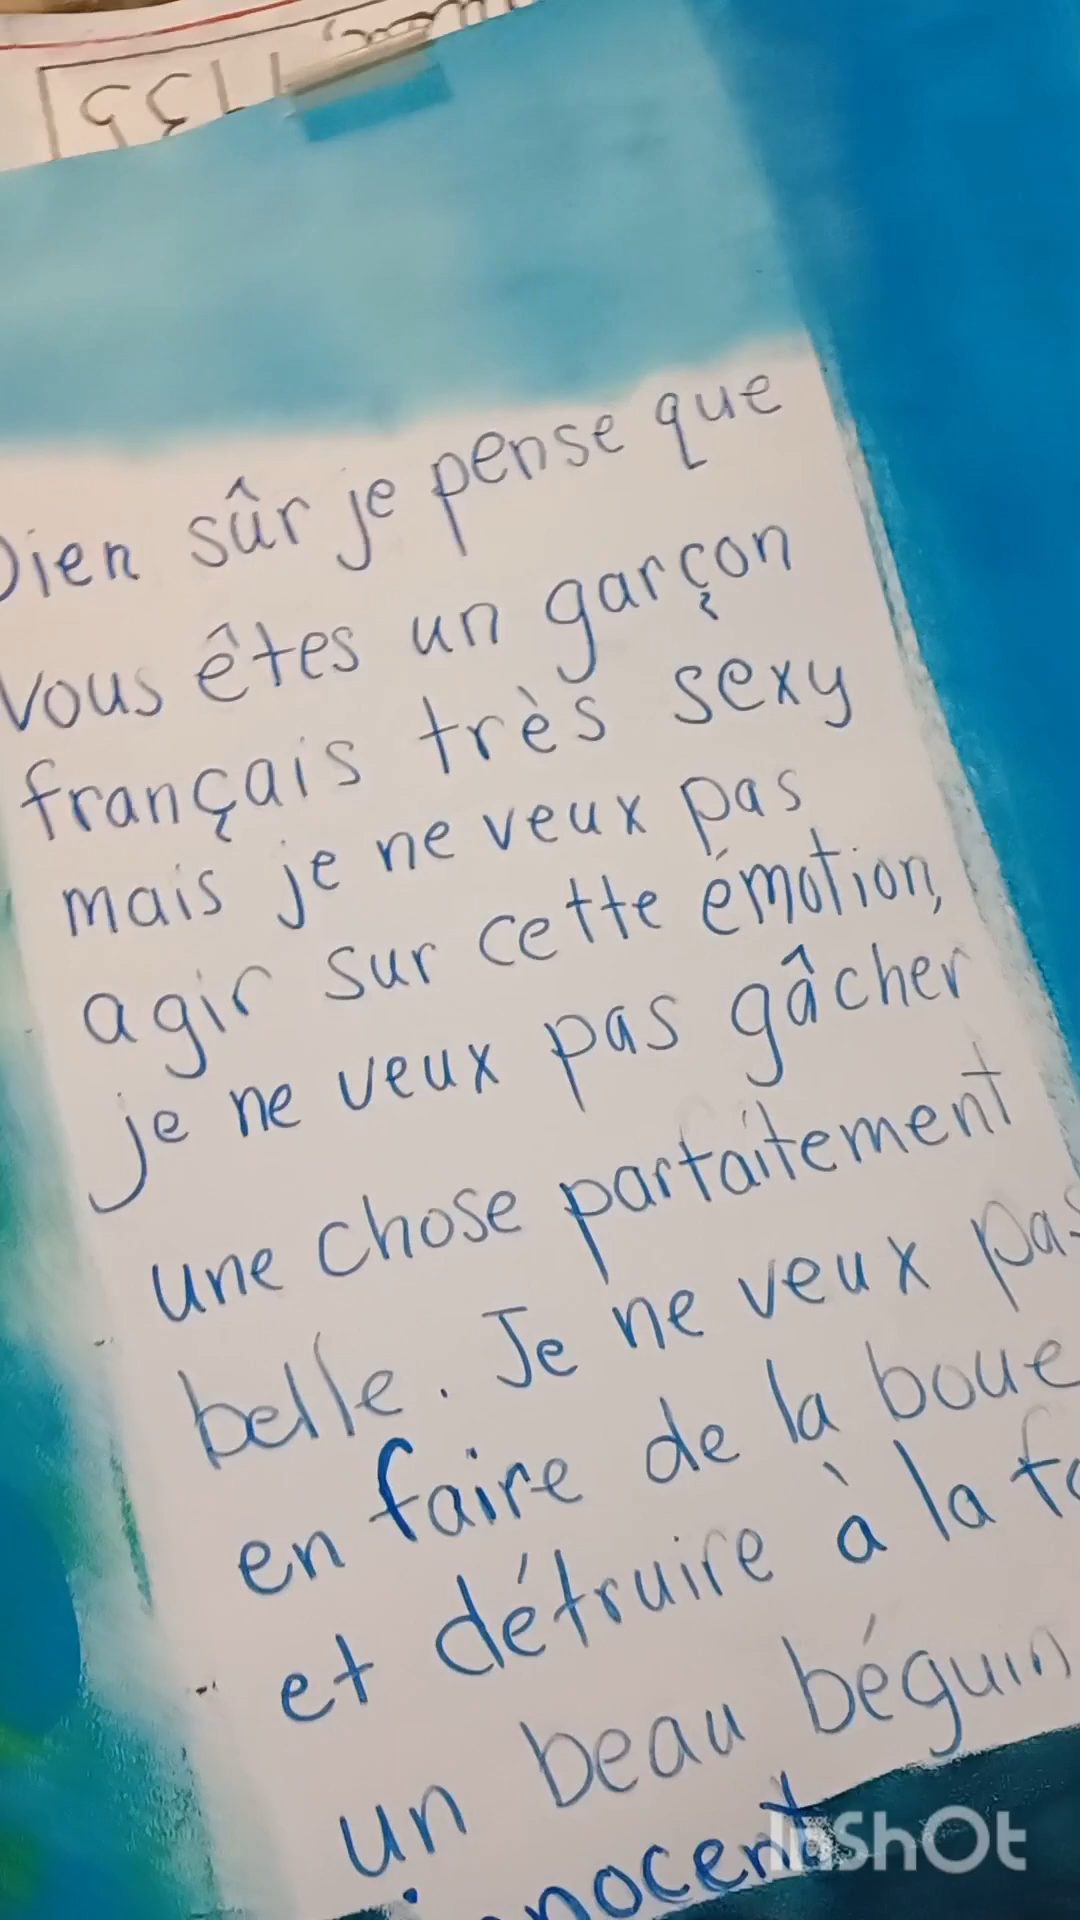 Bien sûr je pense que
vous êtes un garçon
français très sexy
mais je ne veux pas
agir sur cette émotion,
je ne veux pas gâcher
une chose parfaitement
belle. Je ne veux pas
en faire de la boue
et détruire à la
un beau béguin
InShOt